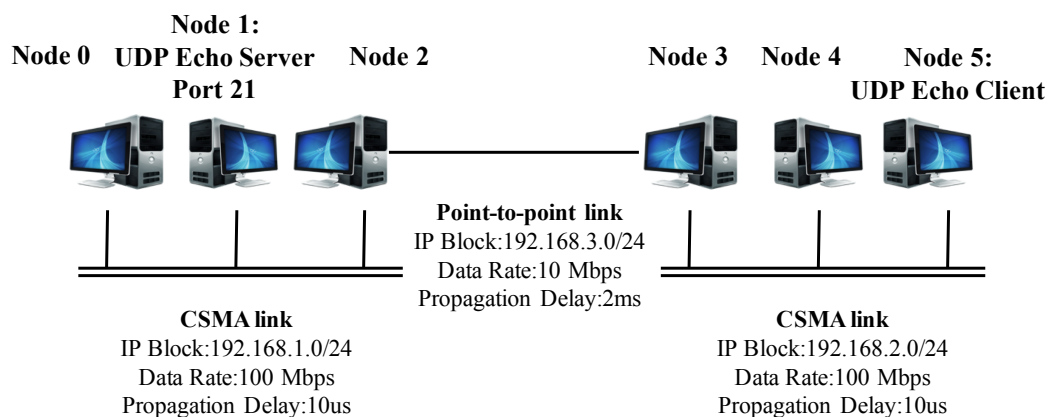 Node 0
Node 1:
UDP Echo Server
Port 21
Node 2
Node 3
Node 4
Node 5:
UDP Echo Client
Point-to-point link
IP Block:192.168.3.0/24
Data Rate:10 Mbps
Propagation Delay:2ms
CSMA link
IP Block:192.168.1.0/24
Data Rate:100 Mbps
Propagation Delay:10us
CSMA link
IP Block:192.168.2.0/24
Data Rate:100 Mbps
Propagation Delay:10us